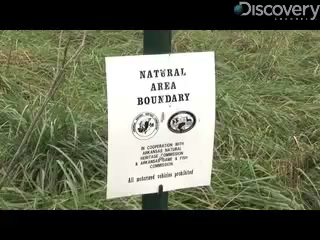 Discovery
CHANNEL
NATURAL
AREA
BOUNDARY
IN COOPERATION WITH
ARKANSAS NATURAL
HERITAGE COMMISSION
& ARKANSAS GAME & FISH
COMMISSION
All motorized vehicles prohibited